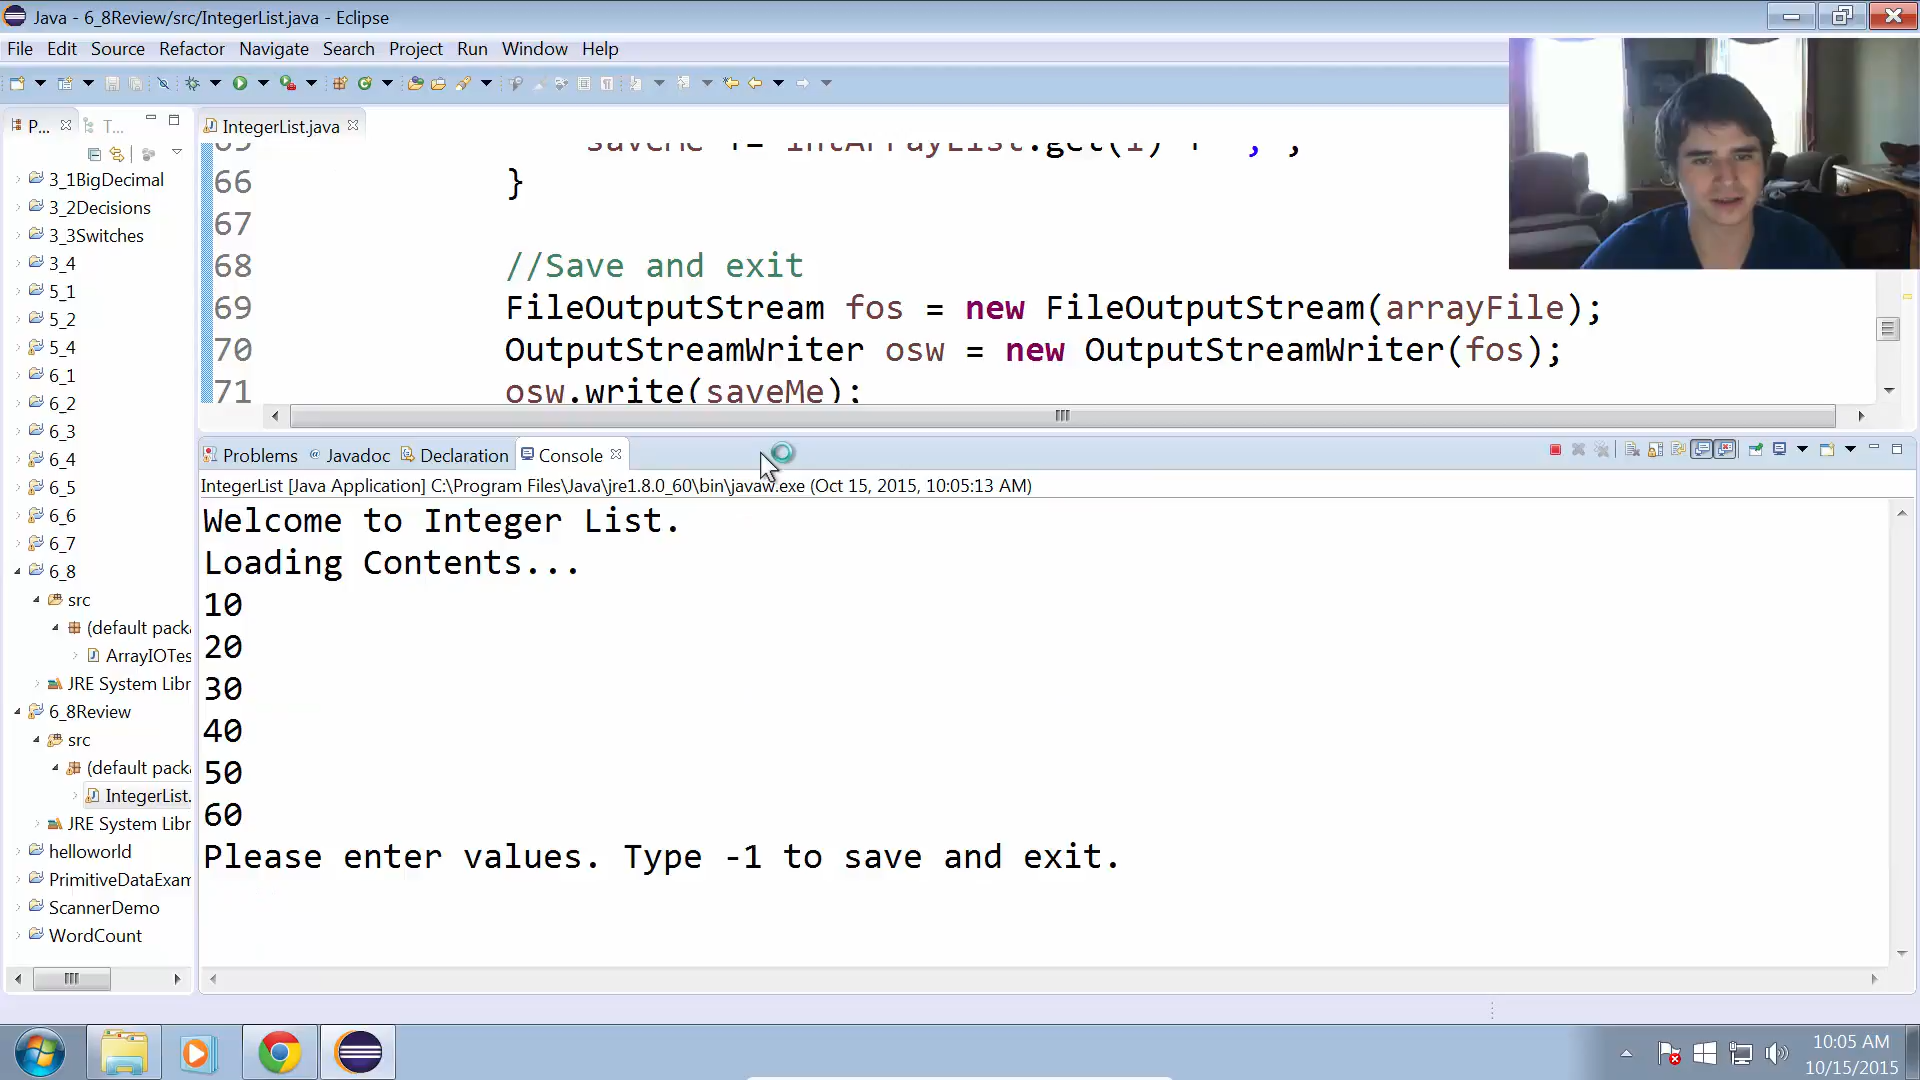 Java - 6_8Review/src/IntegerList.java - Eclipse
File Edit Source Refactor Navigate Search Project Run Window Help
P... T... IntegerList.java
66 }
67
68 //Save and exit
69 FileOutputStream fos = new FileOutputStream(arrayFile);
70 OutputStreamWriter osw = new OutputStreamWriter(fos);
71 osw.write(saveMe);
3_1BigDecimal
3_2Decisions
3_3Switches
3_4
5_1
5_2
5_4
6_1
6_2
6_3
6_4
6_5
6_6
6_7
6_8
src
(default packa
ArrayIOTes
JRE System Libr
6_8Review
src
(default packa
IntegerList.
JRE System Libr
helloworld
PrimitiveDataExam
ScannerDemo
WordCount
Problems @ Javadoc Declaration Console
IntegerList [Java Application] C:\Program Files\Java\jre1.8.0_60\bin\javaw.exe (Oct 15, 2015, 10:05:13 AM)
Welcome to Integer List.
Loading Contents...
10
20
30
40
50
60
Please enter values. Type -1 to save and exit.
10:05 AM
10/15/2015